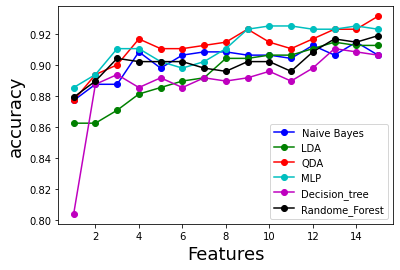 0.92
0.90
0.88
0.86
0.84
0.82
0.80
accuracy
Naive Bayes
LDA
QDA
MLP
Decision_tree
Randome_Forest
2 4 6 8 10 12 14
Features